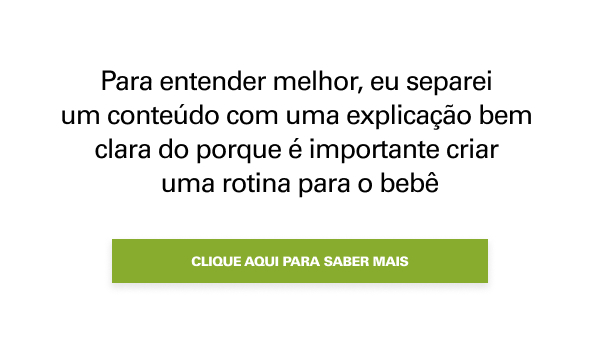 Para entender melhor, eu separei
um conteúdo com uma explicação bem
clara do porque é importante criar
uma rotina para o bebê
CLIQUE AQUI PARA SABER MAIS